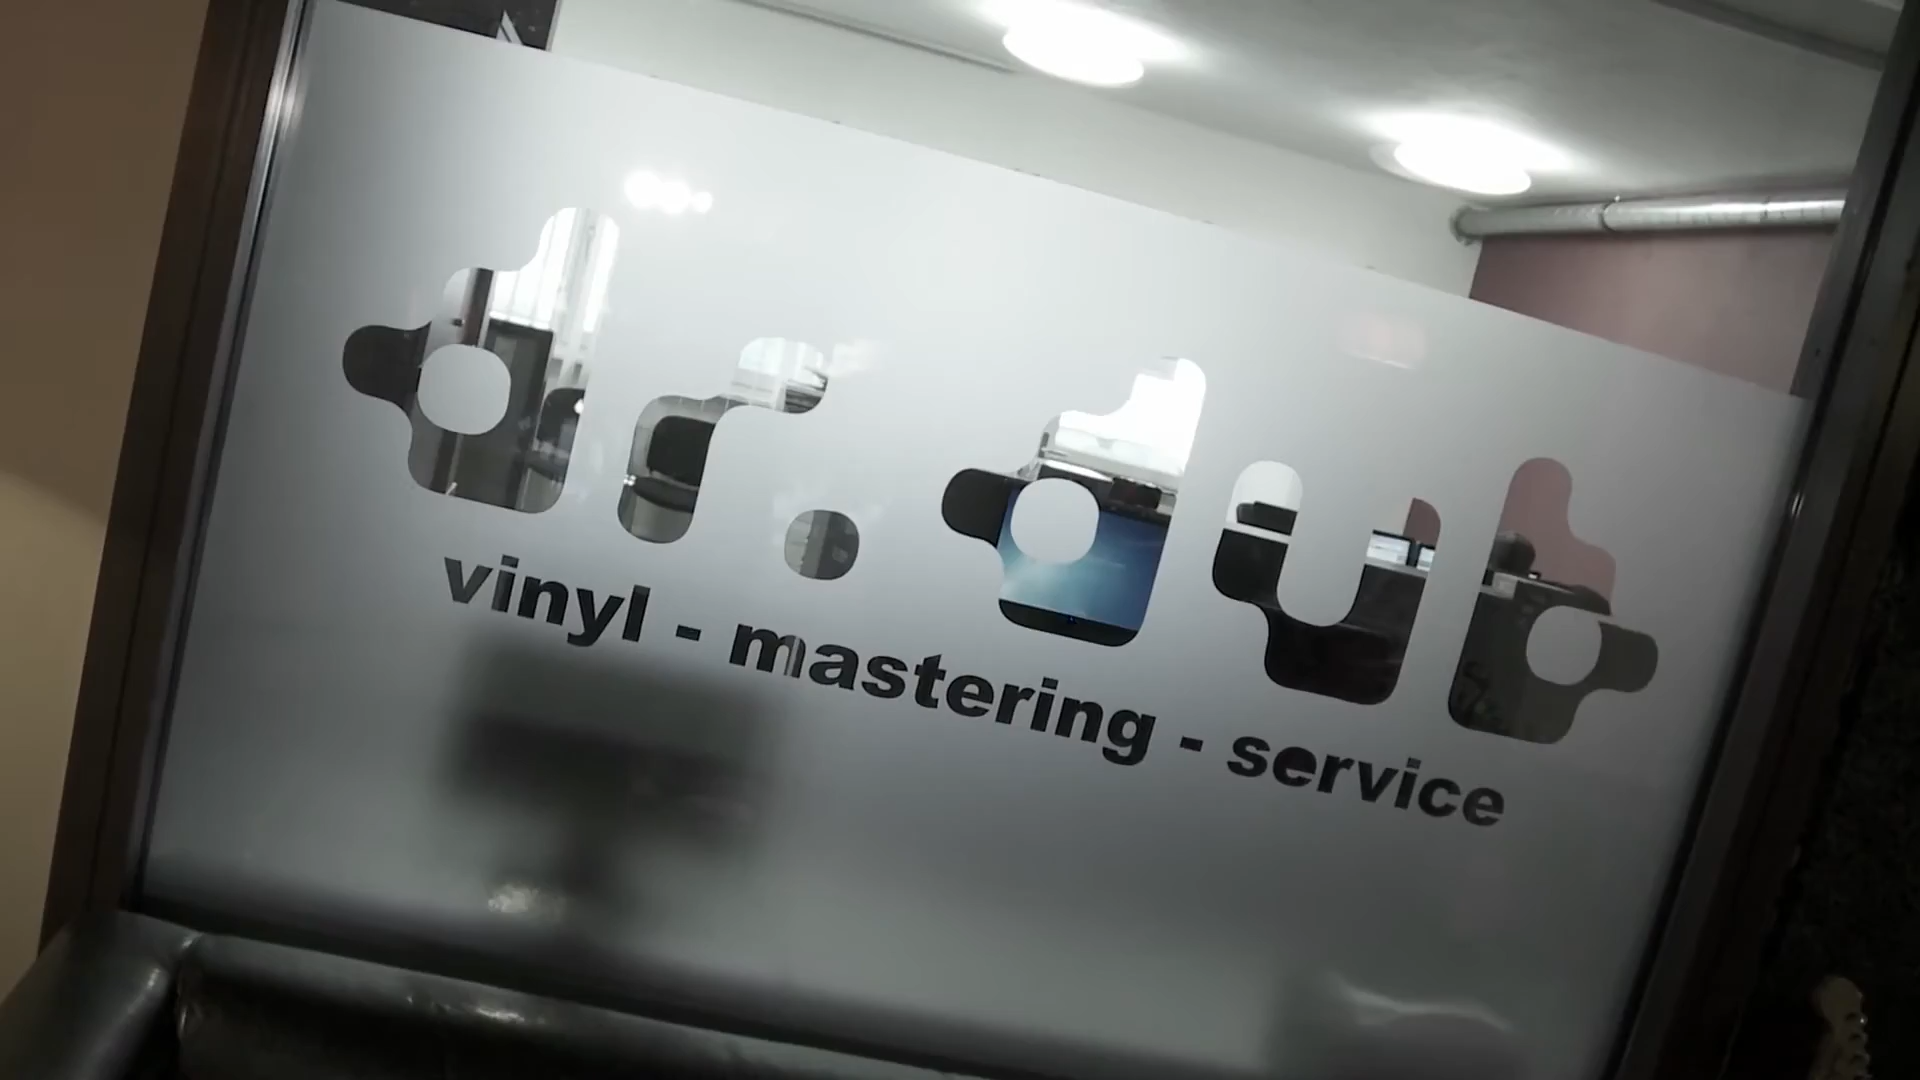 dr. dub
vinyl - mastering - service